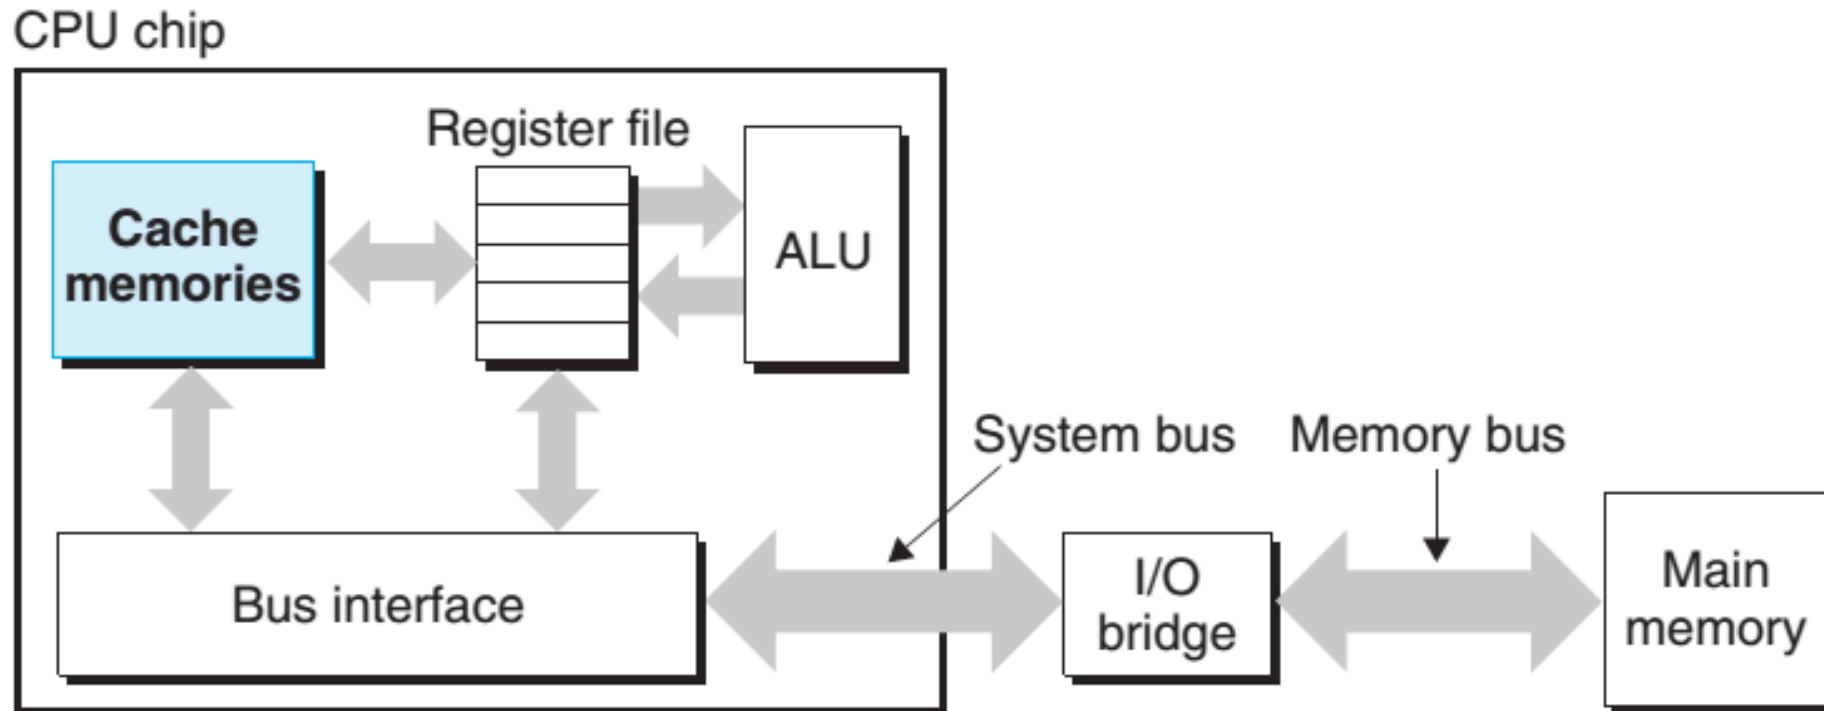 CPU chip
Register file
Cache
memories
ALU
System bus
Memory bus
Bus interface
I/O
bridge
Main
memory